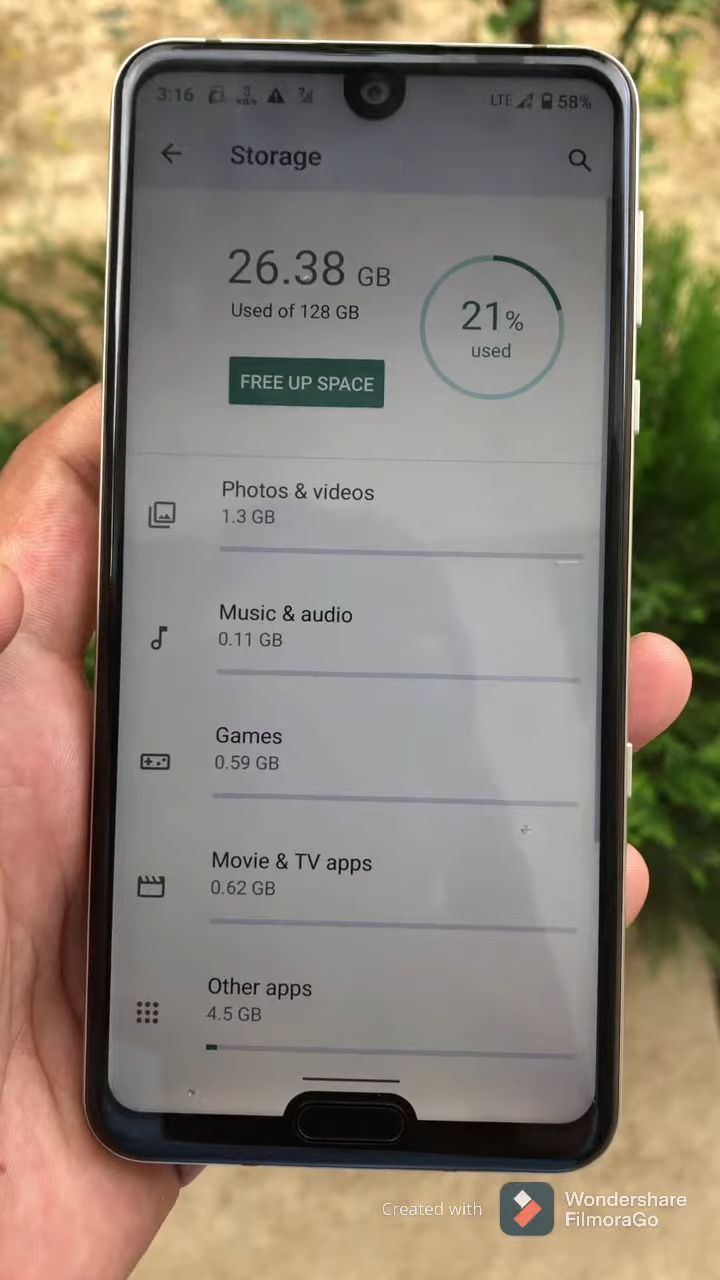 3:16
LTE 58%
Storage
26.38 GB
Used of 128 GB
21%
used
FREE UP SPACE
Photos & videos
1.3 GB
Music & audio
0.11 GB
Games
0.59 GB
Movie & TV apps
0.62 GB
Other apps
4.5 GB
Created with
Wondershare
FilmoraGo